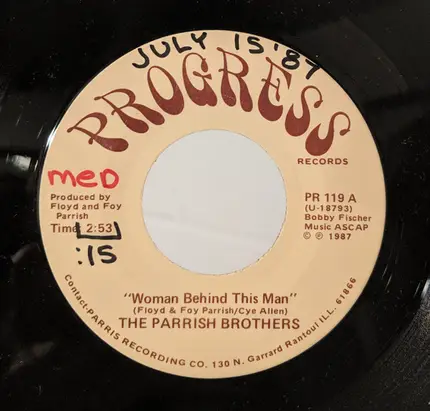 JULY 15 '87
PROGRESS
RECORDS
MED
Produced by
Floyd and Foy
Parrish
Time 2:53
:15
PR 119 A
(U-18793)
Bobby Fischer
Music ASCAP
© ℗ 1987
"Woman Behind This Man"
(Floyd & Foy Parrish/Cye Allen)
THE PARRISH BROTHERS
Contact-PARRIS RECORDING CO. 130 N. Garrard Rantoul ILL. 61866